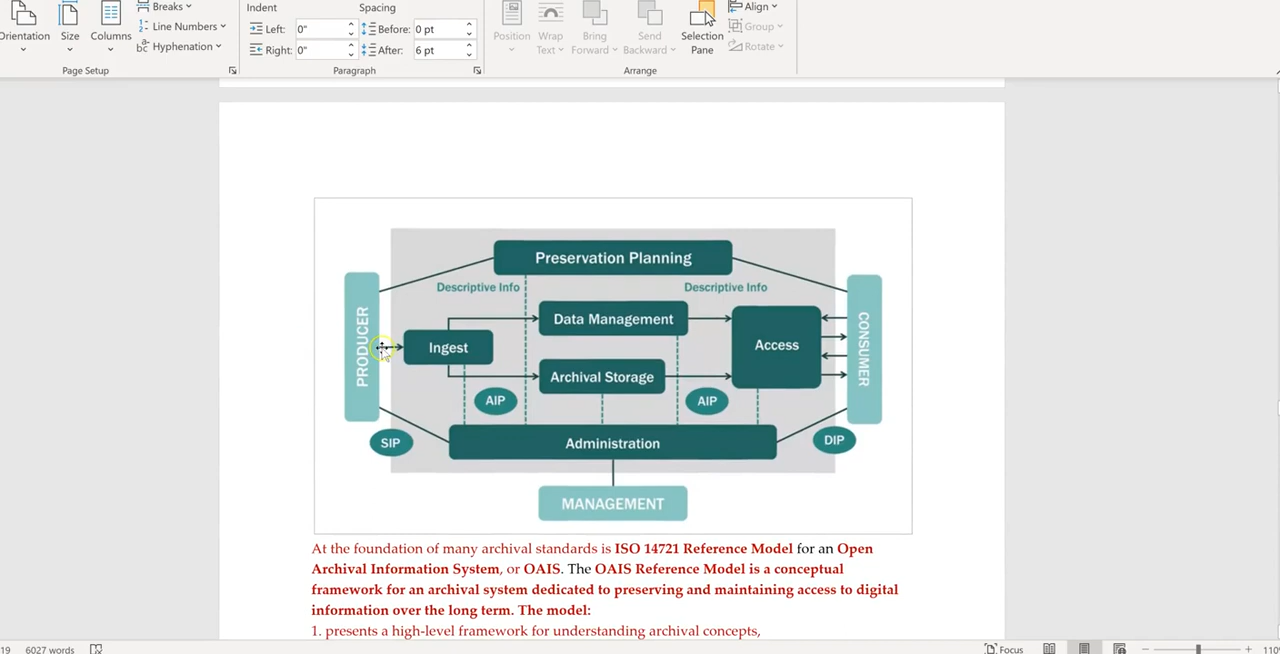 Orientation
Size
Columns
Breaks
Line Numbers
Hyphenation
Page Setup
Indent
Left: 0"
Right: 0"
Spacing
Before: 0 pt
After: 6 pt
Paragraph
Position
Wrap Text
Bring Forward
Send Backward
Selection Pane
Align
Group
Rotate
Arrange
Preservation Planning
Descriptive Info
Descriptive Info
PRODUCER
Ingest
Data Management
Archival Storage
Access
CONSUMER
AIP
AIP
SIP
Administration
DIP
MANAGEMENT
At the foundation of many archival standards is ISO 14721 Reference Model for an Open
Archival Information System, or OAIS. The OAIS Reference Model is a conceptual
framework for an archival system dedicated to preserving and maintaining access to digital
information over the long term. The model:
1. presents a high-level framework for understanding archival concepts,
19 6027 words
Focus
110